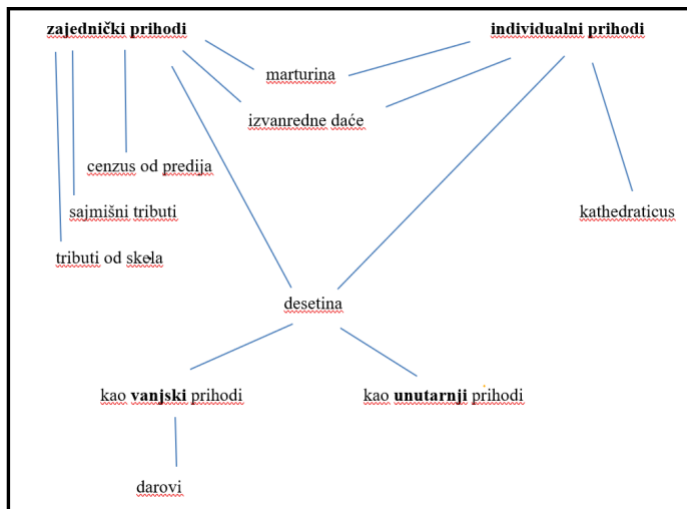 zajednički prihodi
individualni prihodi
marturina
izvanredne daće
cenzus od predija
sajmišni tributi
kathedraticus
tributi od skela
desetina
kao vanjski prihodi
kao unutarnji prihodi
darovi